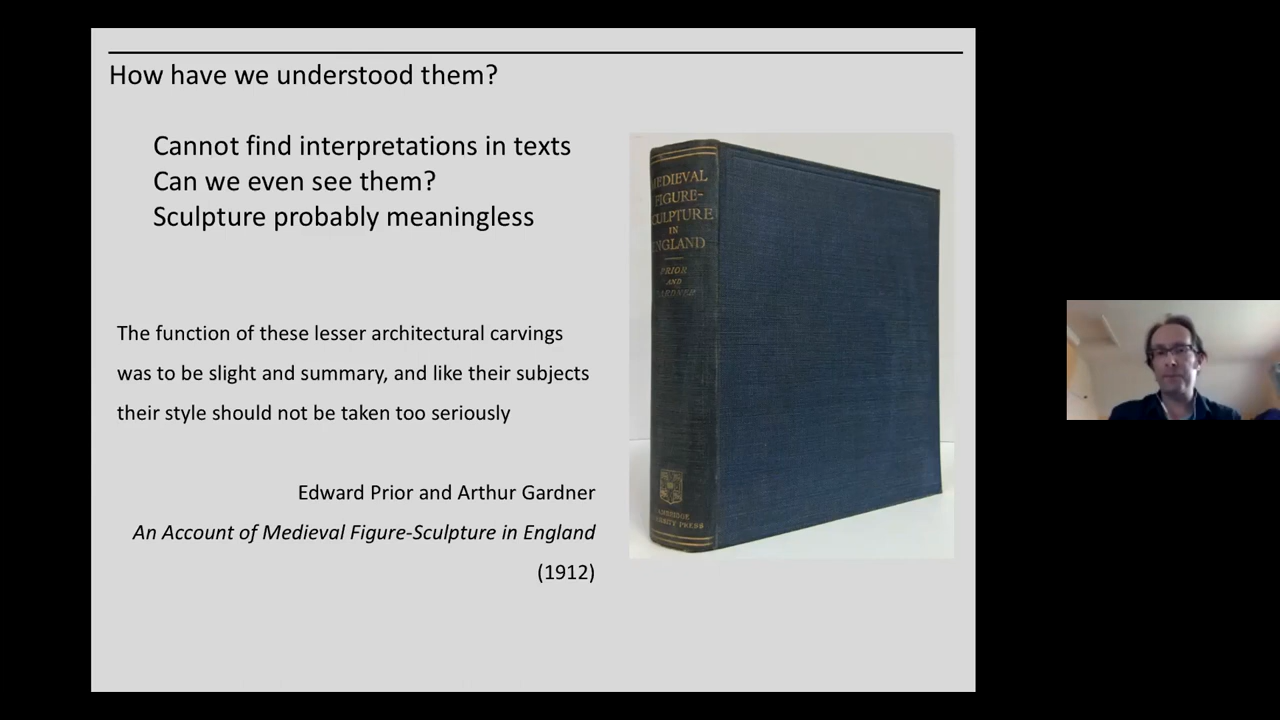 How have we understood them?
Cannot find interpretations in texts
Can we even see them?
Sculpture probably meaningless
The function of these lesser architectural carvings
was to be slight and summary, and like their subjects
their style should not be taken too seriously
Edward Prior and Arthur Gardner
An Account of Medieval Figure-Sculpture in England
(1912)
MEDIEVAL
FIGURE-
SCULPTURE
IN
ENGLAND
PRIOR
AND
GARDNER